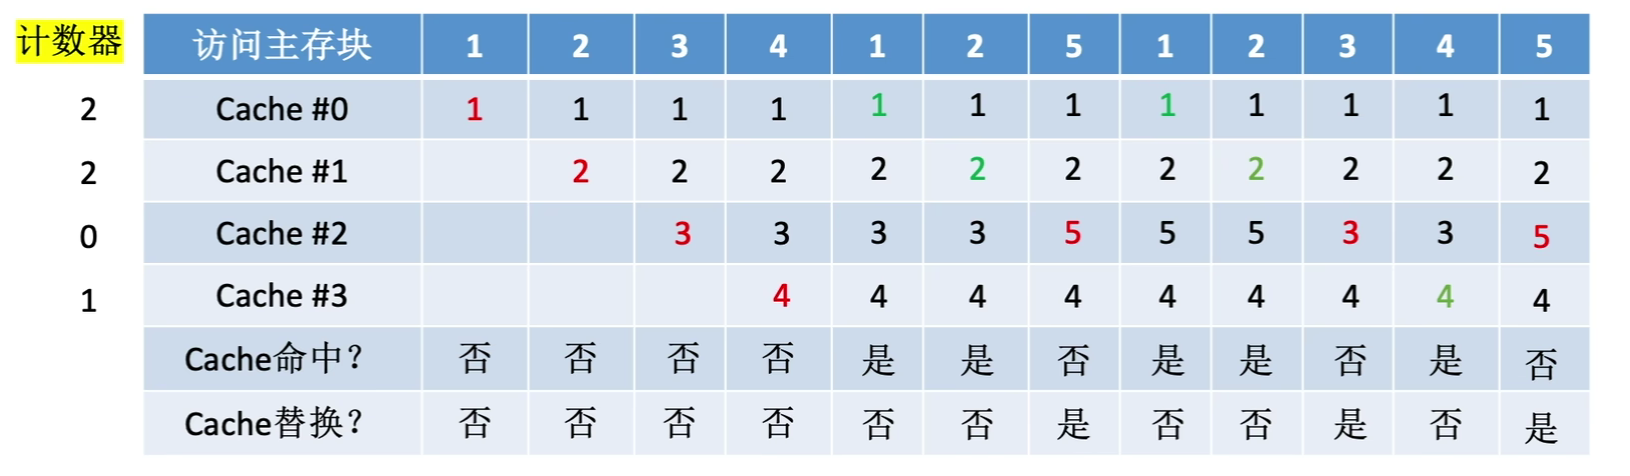 计数器 访问主存块 1 2 3 4 1 2 5 1 2 3 4 5
2 Cache #0 1 1 1 1 1 1 1 1 1 1 1 1
2 Cache #1 2 2 2 2 2 2 2 2 2 2 2
0 Cache #2 3 3 3 3 5 5 5 3 3 5
1 Cache #3 4 4 4 4 4 4 4 4 4
Cache命中？ 否 否 否 否 是 是 否 是 是 否 是 否
Cache替换？ 否 否 否 否 否 否 是 否 否 是 否 是